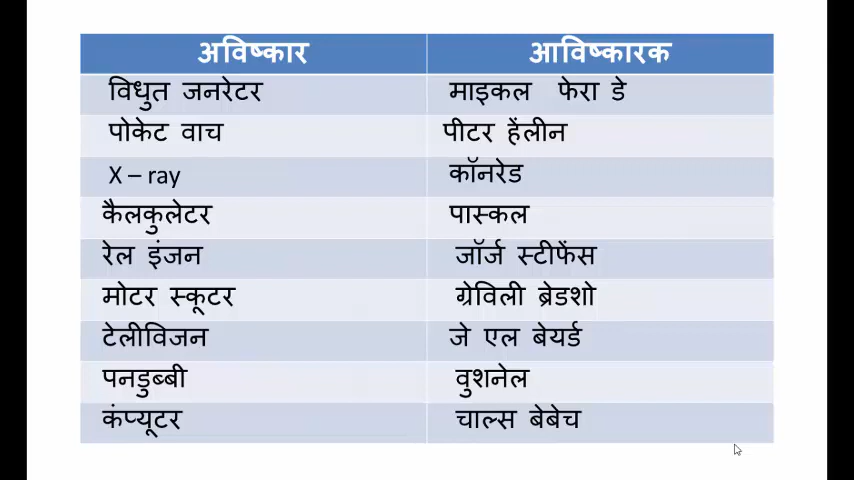 अविष्कार आविष्कारक
विधुत जनरेटर माइकल फेरा डे
पोकेट वाच पीटर हेंलीन
X – ray कॉनरेड
कैलकुलेटर पास्कल
रेल इंजन जॉर्ज स्टीफेंस
मोटर स्कूटर ग्रेविली ब्रेडशो
टेलीविजन जे एल बेयर्ड
पनडुब्बी वुशनेल
कंप्यूटर चाल्स बेबेच